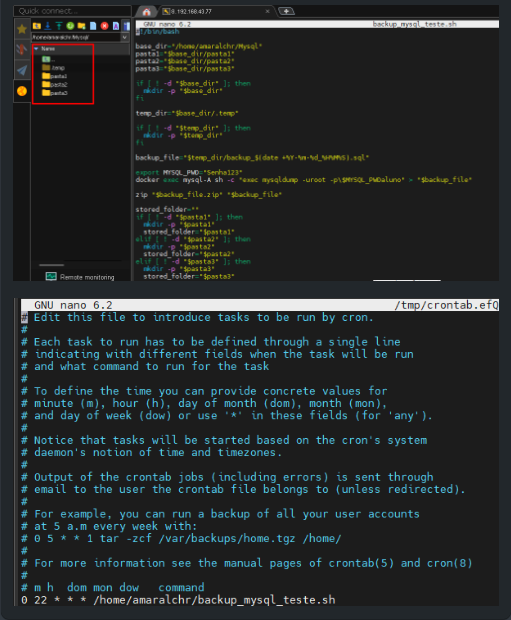 Quick connect...
8. 192.168.40.77
/home/amaralchr/Mysql/
Name
..
.temp
pasta1
pasta2
pasta3
Remote monitoring
GNU nano 6.2 backup_mysql_teste.sh
#!/bin/bash
base_dir="/home/amaralchr/Mysql"
pasta1="$base_dir/pasta1"
pasta2="$base_dir/pasta2"
pasta3="$base_dir/pasta3"
if [ ! -d "$base_dir" ]; then
mkdir -p "$base_dir"
fi
temp_dir="$base_dir/.temp"
if [ ! -d "$temp_dir" ]; then
mkdir -p "$temp_dir"
fi
backup_file="$temp_dir/backup_$(date +%Y-%m-%d_%H%M%S).sql"
export MYSQL_PWD="Senha123"
docker exec mysql-A sh -c "exec mysqldump -uroot -p\$MYSQL_PWDaluno" > "$backup_file"
zip "$backup_file.zip" "$backup_file"
stored_folder=""
if [ ! -d "$pasta1" ]; then
mkdir -p "$pasta1"
stored_folder="$pasta1"
elif [ ! -d "$pasta2" ]; then
mkdir -p "$pasta2"
stored_folder="$pasta2"
elif [ ! -d "$pasta3" ]; then
mkdir -p "$pasta3"
stored_folder="$pasta3"
GNU nano 6.2 /tmp/crontab.efQ
# Edit this file to introduce tasks to be run by cron.
#
# Each task to run has to be defined through a single line
# indicating with different fields when the task will be run
# and what command to run for the task
#
# To define the time you can provide concrete values for
# minute (m), hour (h), day of month (dom), month (mon),
# and day of week (dow) or use '*' in these fields (for 'any').
#
# Notice that tasks will be started based on the cron's system
# daemon's notion of time and timezones.
#
# Output of the crontab jobs (including errors) is sent through
# email to the user the crontab file belongs to (unless redirected).
#
# For example, you can run a backup of all your user accounts
# at 5 a.m every week with:
# 0 5 * * 1 tar -zcf /var/backups/home.tgz /home/
#
# For more information see the manual pages of crontab(5) and cron(8)
#
# m h  dom mon dow   command
0 22 * * * /home/amaralchr/backup_mysql_teste.sh